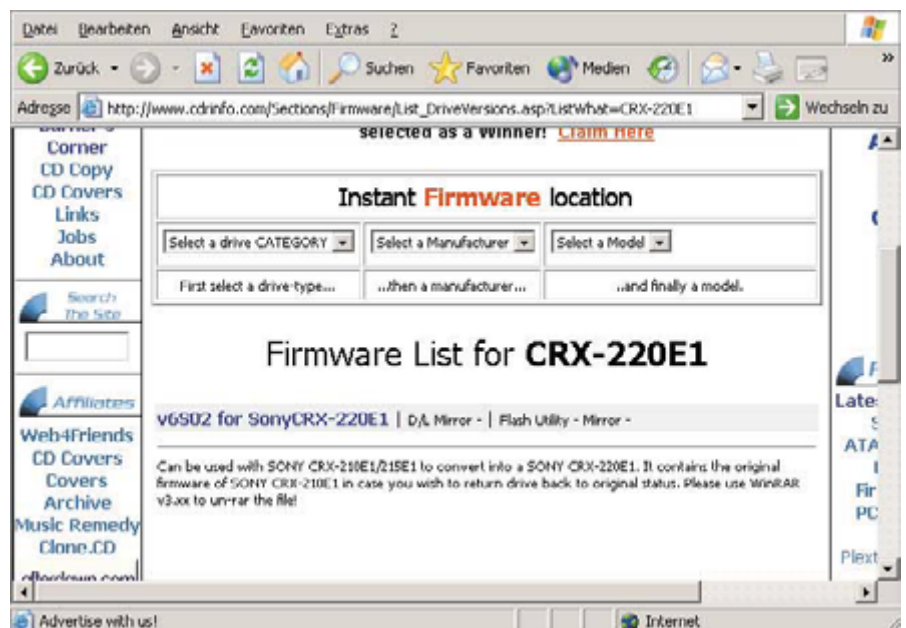 Datei Bearbeiten Ansicht Favoriten Extras ?
Zurück Suchen Favoriten Medien »
Adresse http://www.cdrinfo.com/Sections/Firmware/List_DriveVersions.asp?ListWhat=CRX-220E1 Wechseln zu
selected as a winner! Claim Here
Corner
CD Copy
CD Covers
Links
Jobs
About
Search
The Site
Affiliates
Web4Friends
CD Covers
Covers
Archive
Music Remedy
Clone.CD
Instant Firmware location
Select a drive CATEGORY Select a Manufacturer Select a Model
First select a drive-type... ...then a manufacturer... ..and finally a model.
Firmware List for CRX-220E1
v6S02 for SonyCRX-220E1 | D/L Mirror - | Flash Utility - Mirror -
Can be used with SONY CRX-210E1/215E1 to convert into a SONY CRX-220E1. It contains the original
firmware of SONY CRX-210E1 in case you wish to return drive back to original status. Please use WinRAR
v3.xx to un-rar the file!
Late
ATA
Fir
PC
Plext
Advertise with us! Internet